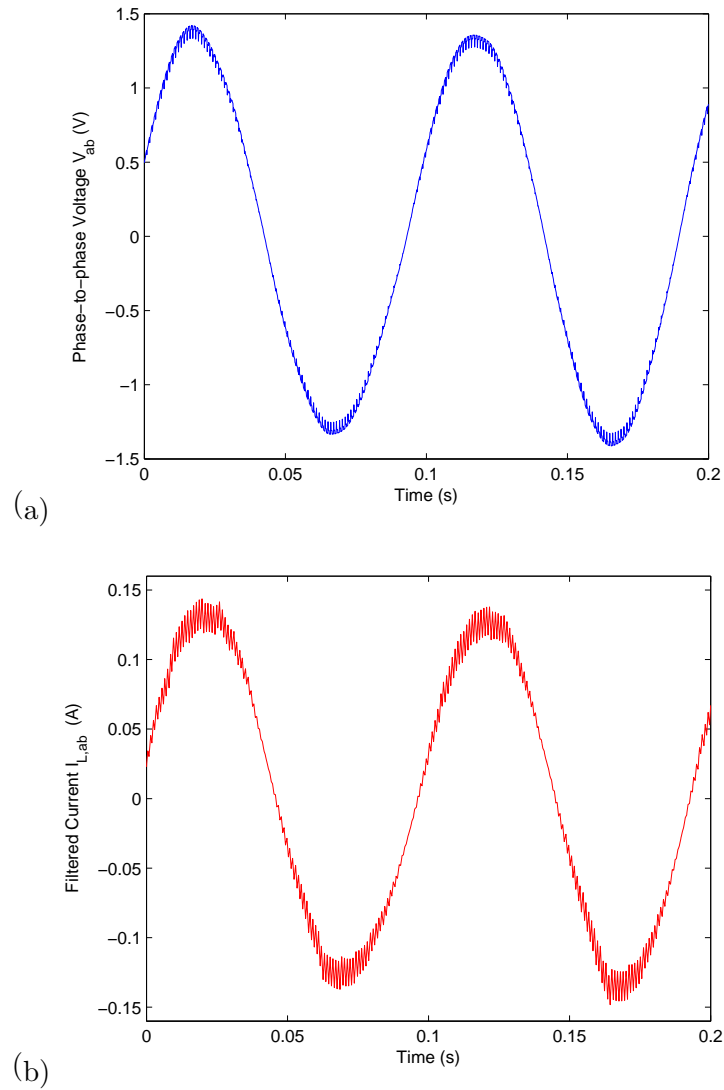 1.5
1
0.5
0
−0.5
−1
−1.5
Phase−to−phase Voltage V_ab (V)
0 0.05 0.1 0.15 0.2
Time (s)
(a)
0.15
0.1
0.05
0
−0.05
−0.1
−0.15
Filtered Current I_L,ab (A)
0 0.05 0.1 0.15 0.2
Time (s)
(b)